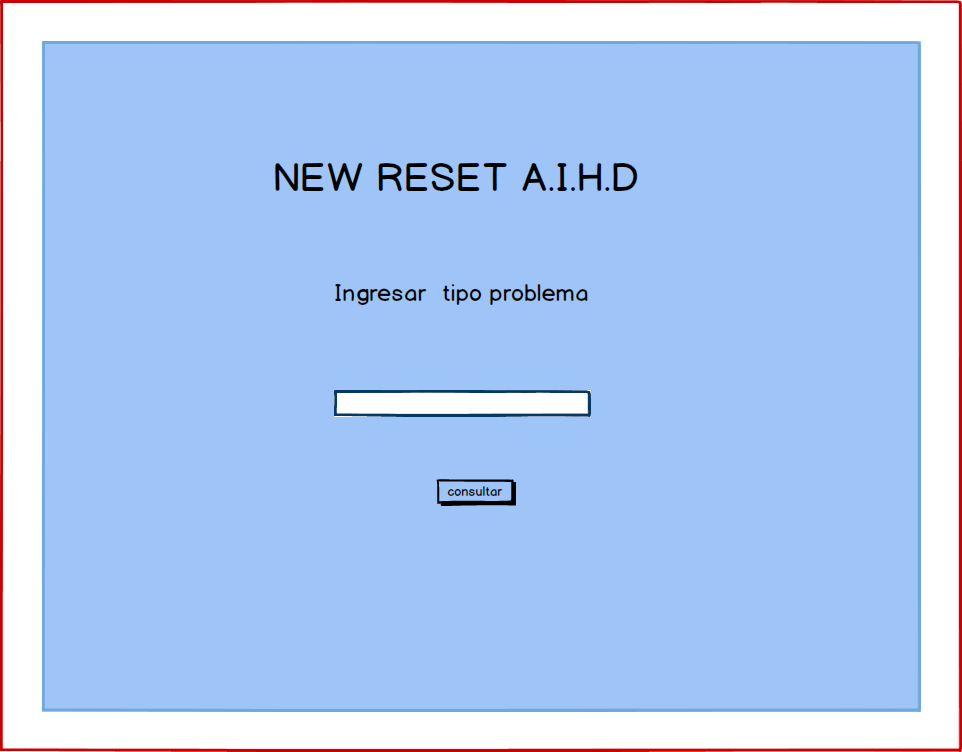 NEW RESET A.I.H.D
Ingresar tipo problema
consultar